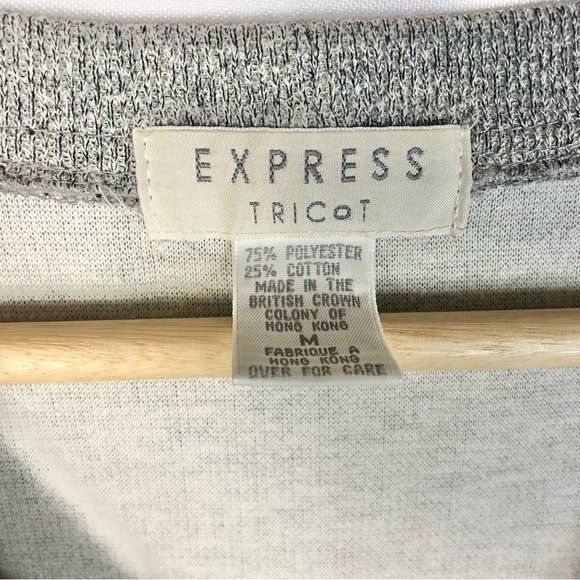 EXPRESS
TRICOT
75% POLYESTER
25% COTTON
MADE IN THE
BRITISH CROWN
COLONY OF
HONG KONG
M
FABRIQUE A
HONG KONG
OVER FOR CARE